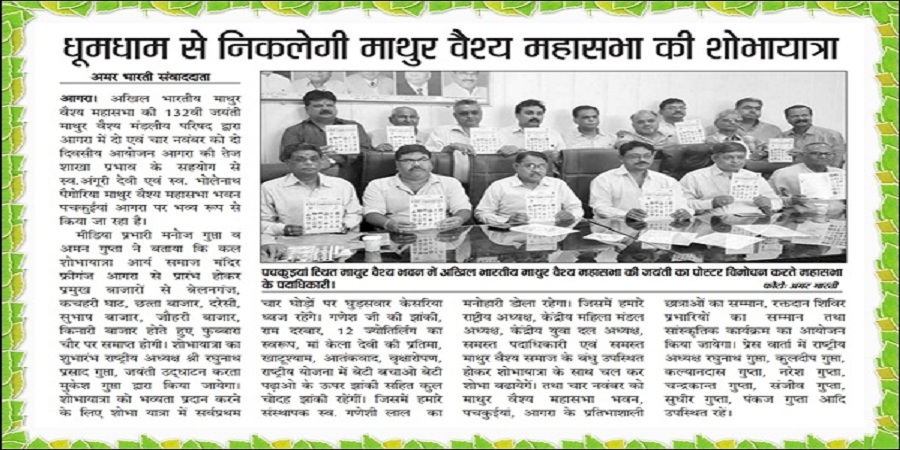 धूमधाम से निकलेगी माथुर वैश्य महासभा की शोभायात्रा
अमर भारती संवाददाता
आगरा। अखिल भारतीय माथुर
वैश्य महासभा की 132वीं जयंती
माथुर वैश्य मंडलीय परिषद द्वारा
आगरा में दो एवं चार नवंबर को दो
दिवसीय आयोजन आगरा की तेज
शाखा प्रभाव के सहयोग से
स्व.अंगूरी देवी एवं स्व. भोलेनाथ
पैगोरिया माथुर वैश्य महासभा भवन
पचकुईया आगरा पर भव्य रूप से
किया जा रहा है।
मीडिया प्रभारी मनोज गुप्ता व
अमन गुप्ता ने बताया कि कल
शोभायात्रा आर्य समाज मंदिर
फ्रीगंज आगरा से प्रारंभ होकर
प्रमुख बाजारों से बेलनगंज,
कचहरी घाट, छत्ता बाजार, दरेसी,
सुभाष बाजार, जौहरी बाजार,
किनारी बाजार होते हुए फुब्बारा
चौर पर समाप्त होगी। शोभायात्रा का
शुभारंभ राष्ट्रीय अध्यक्ष श्री रघुनाथ
प्रसाद गुप्ता, जयंती उद्घाटन करता
मुकेश गुप्ता द्वारा किया जायेगा।
शोभायात्रा को भव्यता प्रदान करने
के लिए शोभा यात्रा में सर्वप्रथम
पचकुइयां स्थित माथुर वैश्य भवन में अखिल भारतीय माथुर वैश्य महासभा की जयंती का पोस्टर विमोचन करते महासभा
के पदाधिकारी।
फोटो: अमर भारती
चार घोड़ों पर घुड़सवार केसरिया
ध्वज रहेंगे। गणेश जी की झांकी,
राम दरवार, 12 ज्योतिर्लिंग का
स्वरूप, मां केला देवी की प्रतिमा,
खाटूश्याम, आतंकवाद, वृक्षारोपण,
राष्ट्रीय योजना में बेटी बचाओ बेटी
पढ़ाओ के ऊपर झांकी सहित कुल
चोदह झांकी रहेंगीं। जिसमें हमारे
संस्थापक स्व. गणेशी लाल का
मनोहारी डोला रहेगा। जिसमें हमारे
राष्ट्रीय अध्यक्ष, केंद्रीय महिला मंडल
अध्यक्ष, केंद्रीय युवा दल अध्यक्ष,
समस्त पदाधिकारी एवं समस्त
माथुर वैश्य समाज के बंधु उपस्थित
होकर शोभायात्रा के साथ चल कर
शोभा बढायेगें। तथा चार नवंबर को
माथुर वैश्य महासभा भवन,
पचकुईयां, आगरा के प्रतिभाशाली
छत्राओं का सम्मान, रक्तदान शिविर
प्रभारियों का सम्मान तथा
सांस्कृतिक कार्यक्रम का आयोजन
किया जायेगा। प्रेस वार्ता में राष्ट्रीय
अध्यक्ष रघुनाथ गुप्ता, कुलदीप गुप्ता,
कल्यानदास गुप्ता, नरेश गुप्ता,
चन्द्रकान्त गुप्ता, संजीव गुप्ता,
सुधीर गुप्ता, पंकज गुप्ता आदि
उपस्थित रहें।